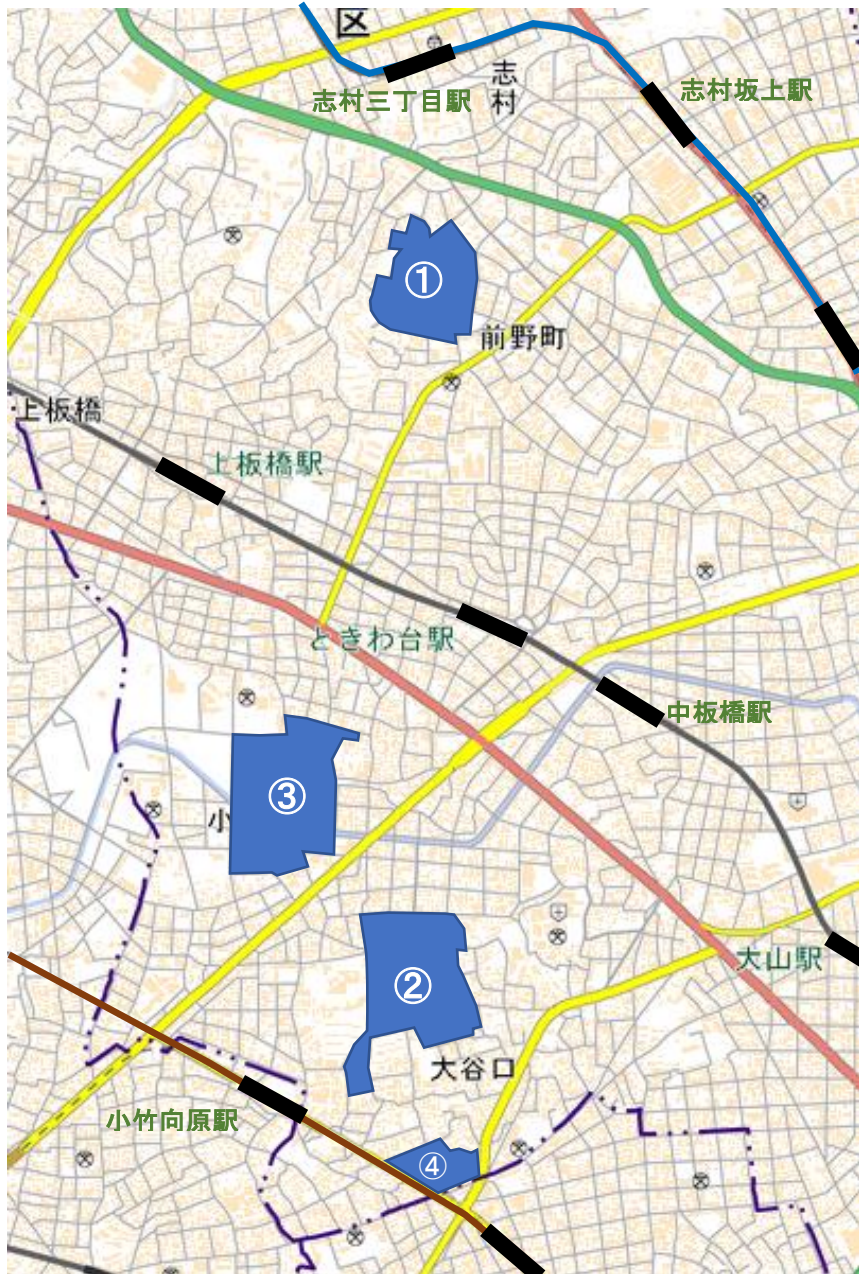 区
志村
志村三丁目駅
志村坂上駅
①
前野町
上板橋
上板橋駅
ときわ台駅
中板橋駅
③
小
②
大山駅
大谷口
小竹向原駅
④